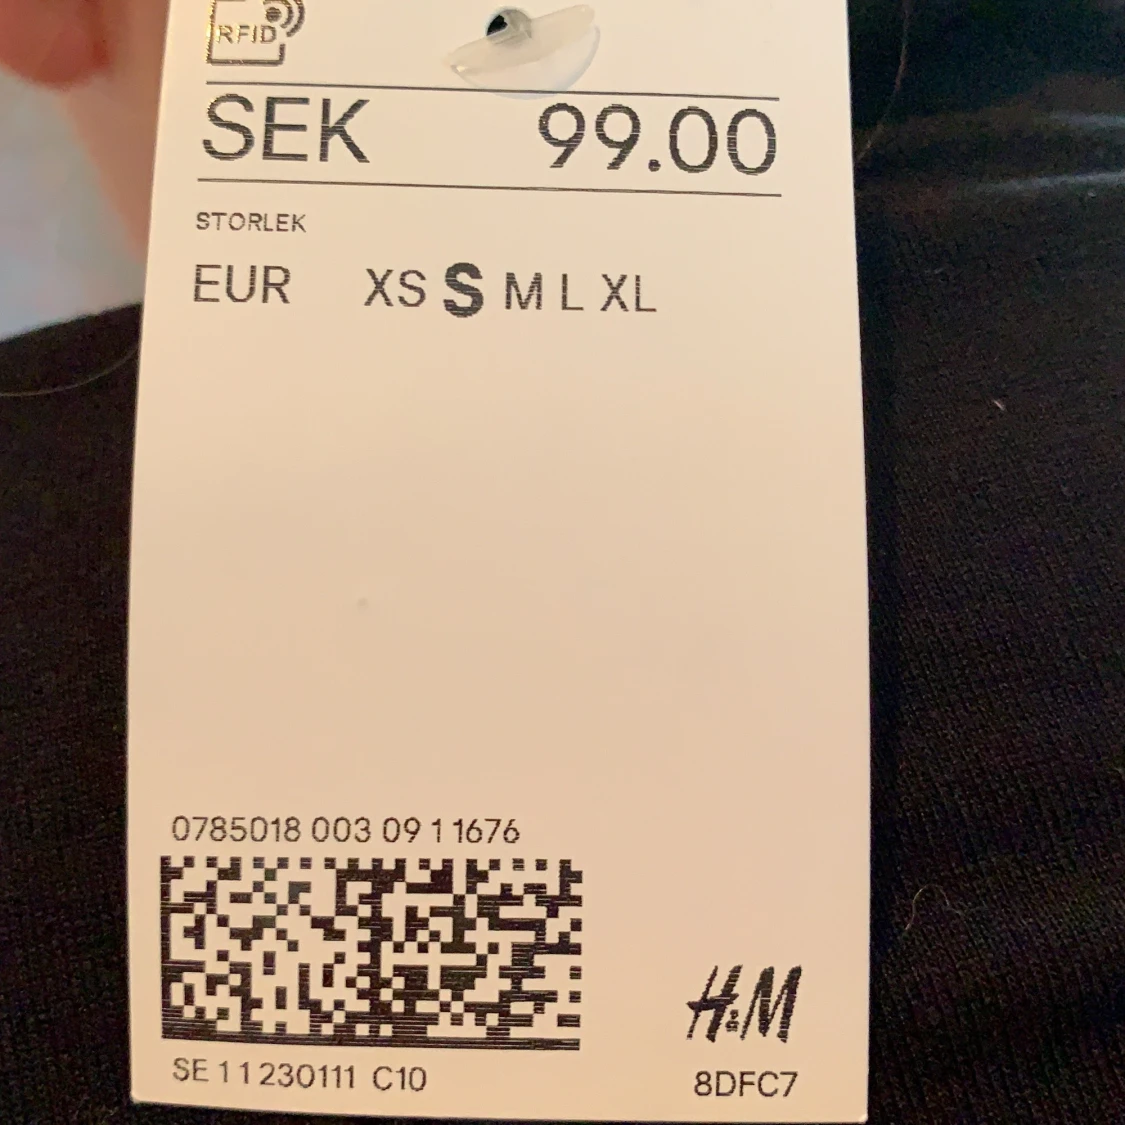 RFID
SEK 99.00
STORLEK
EUR XS S M L XL
0785018 003 09 1 1676
H&M
SE 1 1 230111 C10
8DFC7